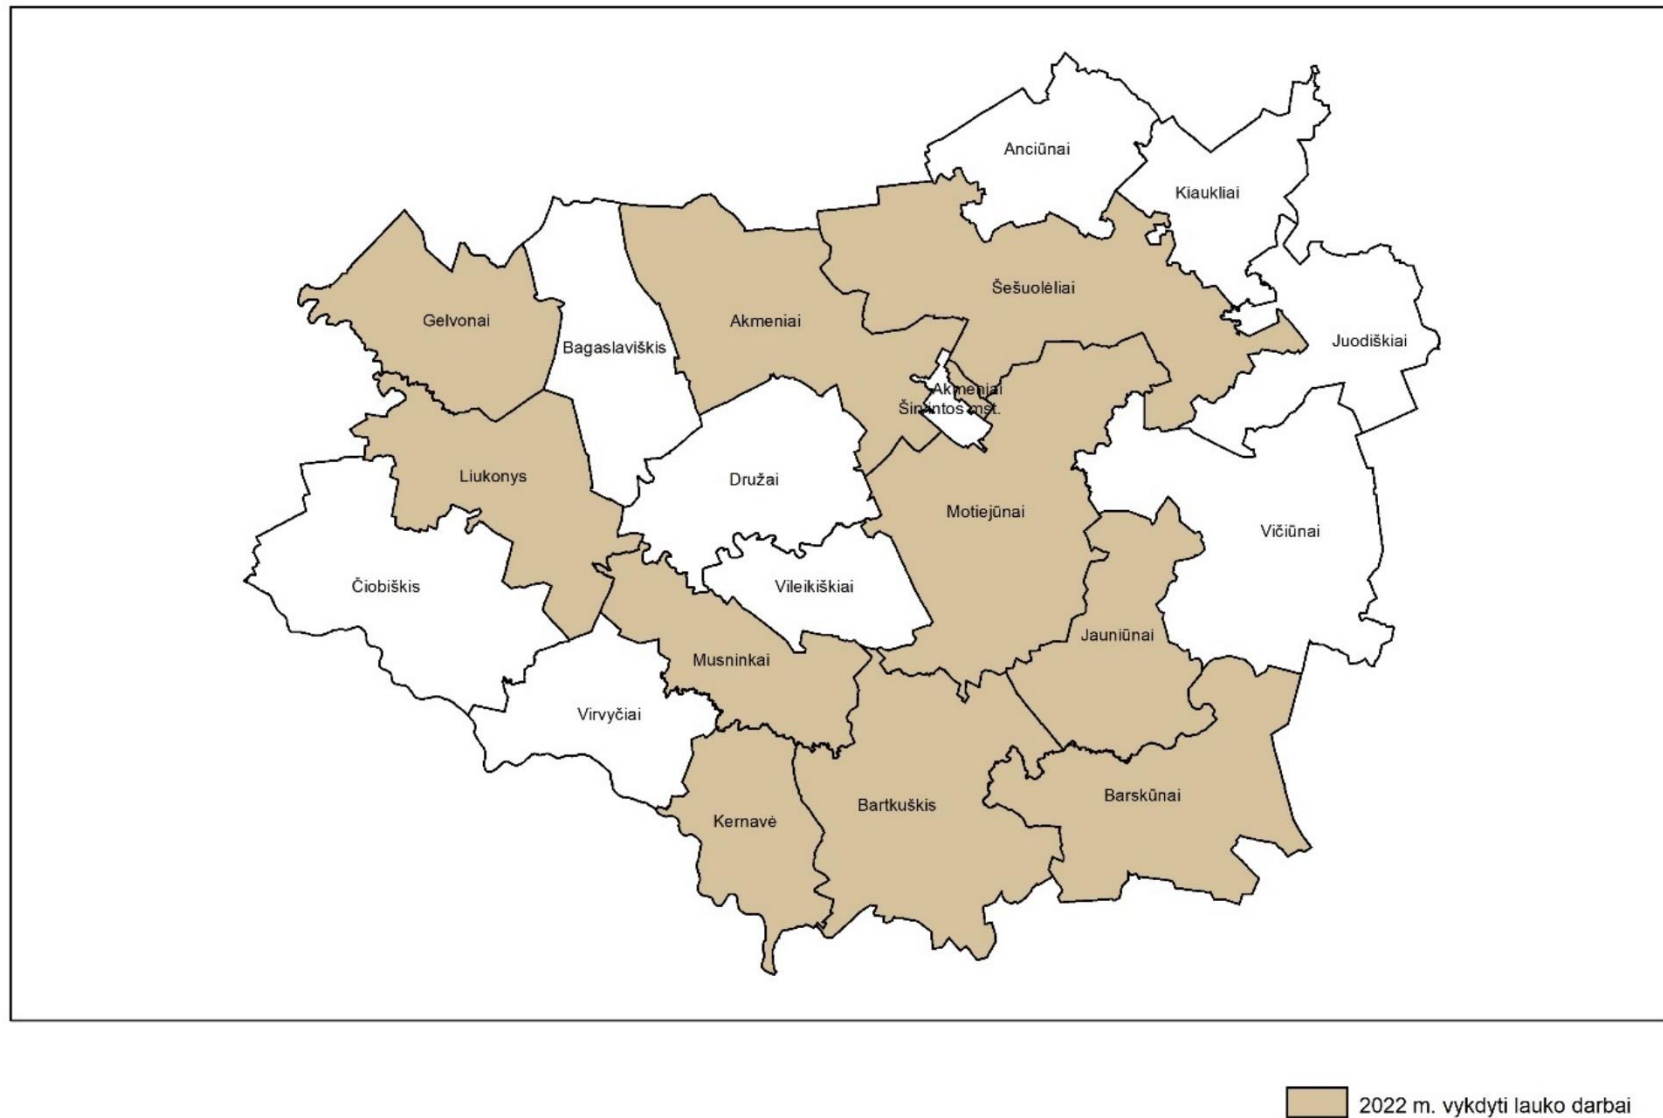 Anciūnai
Kiaukliai
Šešuolėliai
Gelvonai
Akmeniai
Bagaslaviškis
Juodiškiai
Akmeniai
Širvintos mst.
Liukonys
Družai
Motiejūnai
Vičiūnai
Čiobiškis
Vileikiškiai
Jauniūnai
Musninkai
Virvyčiai
Barskūnai
Bartkuškis
Kernavė
2022 m. vykdyti lauko darbai